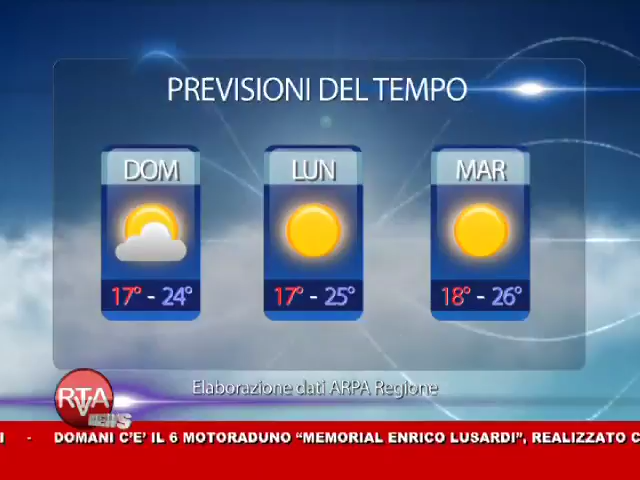 PREVISIONI DEL TEMPO
DOM LUN MAR
17° - 24° 17° - 25° 18° - 26°
Elaborazione dati ARPA Regione
RTA
NEWS
I - DOMANI C'E' IL 6 MOTORADUNO "MEMORIAL ENRICO LUSARDI", REALIZZATO C